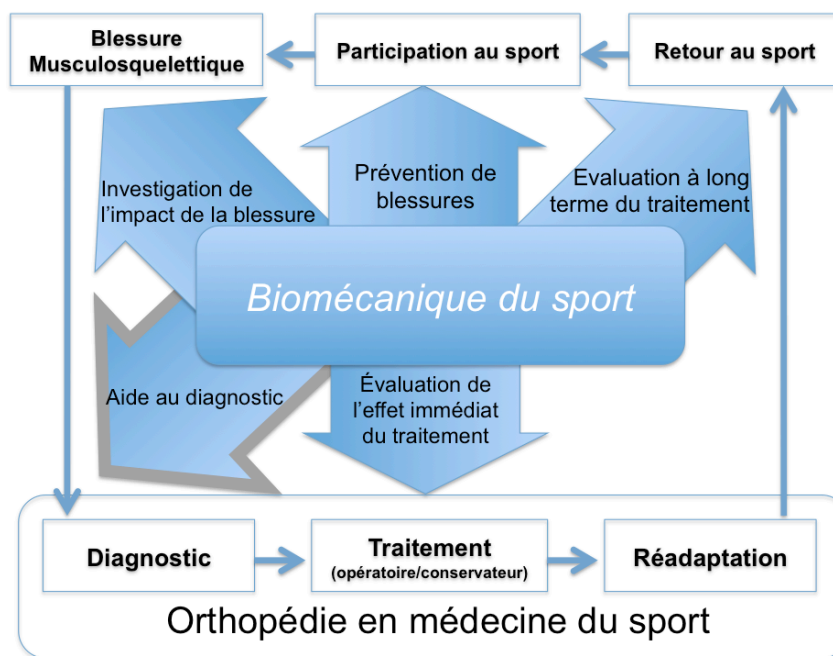 Blessure
Musculosquelettique
Participation au sport
Retour au sport
Investigation de
l'impact de la blessure
Prévention de
blessures
Evaluation à long
terme du traitement
Biomécanique du sport
Aide au diagnostic
Évaluation de
l'effet immédiat
du traitement
Diagnostic
Traitement
(opératoire/conservateur)
Réadaptation
Orthopédie en médecine du sport